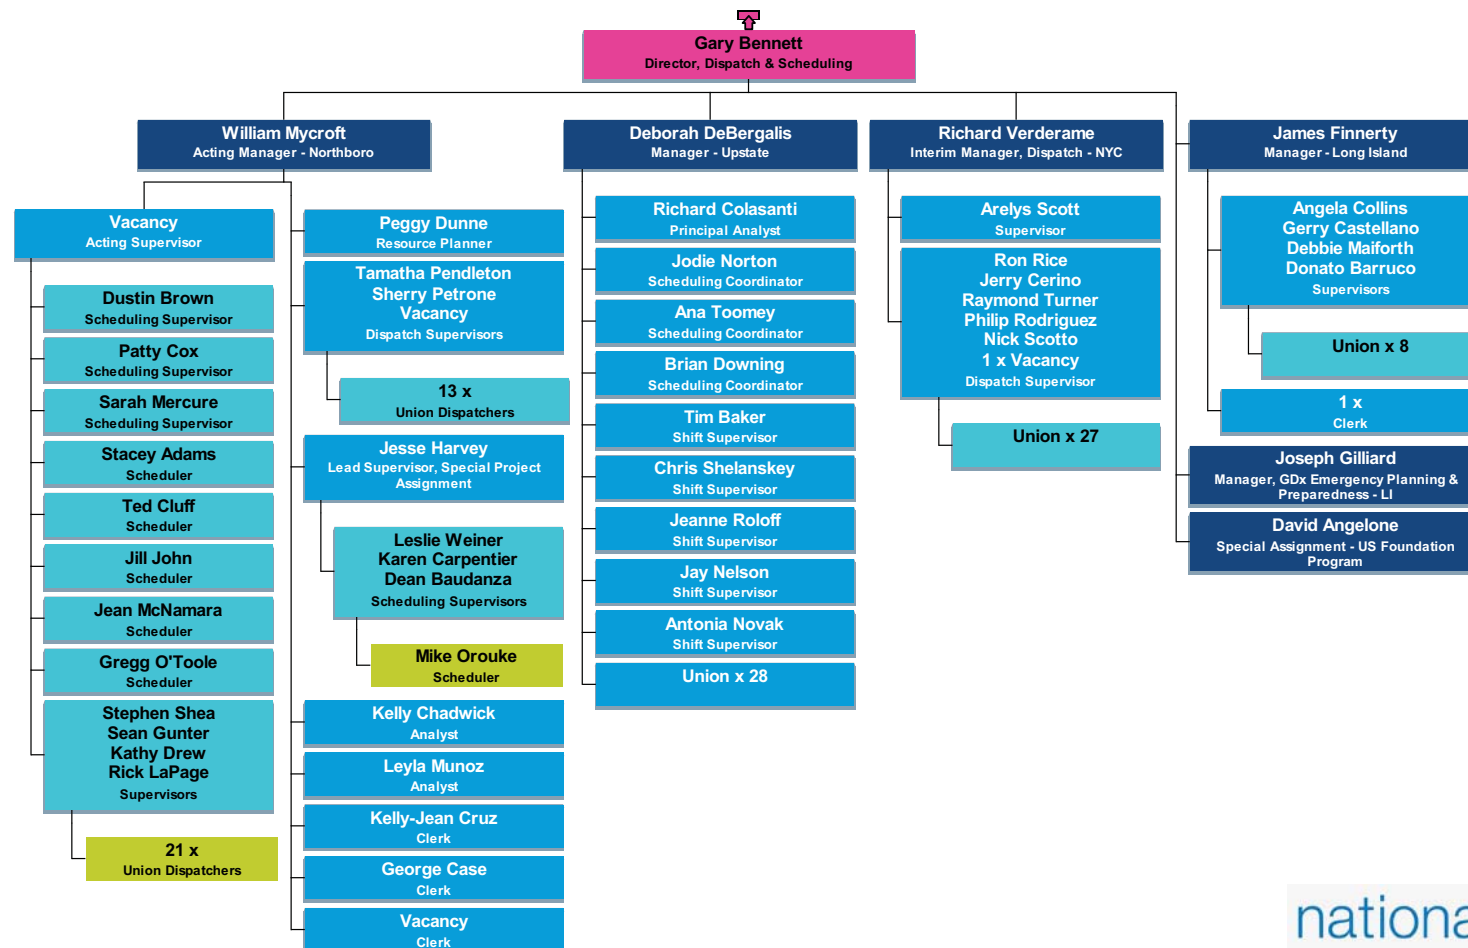 Gary Bennett
Director, Dispatch & Scheduling
William Mycroft
Acting Manager - Northboro
Vacancy
Acting Supervisor
Dustin Brown
Scheduling Supervisor
Patty Cox
Scheduling Supervisor
Sarah Mercure
Scheduling Supervisor
Stacey Adams
Scheduler
Ted Cluff
Scheduler
Jill John
Scheduler
Jean McNamara
Scheduler
Gregg O'Toole
Scheduler
Stephen Shea
Sean Gunter
Kathy Drew
Rick LaPage
Supervisors
21 x
Union Dispatchers
Peggy Dunne
Resource Planner
Tamatha Pendleton
Sherry Petrone
Vacancy
Dispatch Supervisors
13 x
Union Dispatchers
Jesse Harvey
Lead Supervisor, Special Project
Assignment
Leslie Weiner
Karen Carpentier
Dean Baudanza
Scheduling Supervisors
Mike Orouke
Scheduler
Kelly Chadwick
Analyst
Leyla Munoz
Analyst
Kelly-Jean Cruz
Clerk
George Case
Clerk
Vacancy
Clerk
Deborah DeBergalis
Manager - Upstate
Richard Colasanti
Principal Analyst
Jodie Norton
Scheduling Coordinator
Ana Toomey
Scheduling Coordinator
Brian Downing
Scheduling Coordinator
Tim Baker
Shift Supervisor
Chris Shelanskey
Shift Supervisor
Jeanne Roloff
Shift Supervisor
Jay Nelson
Shift Supervisor
Antonia Novak
Shift Supervisor
Union x 28
Richard Verderame
Interim Manager, Dispatch - NYC
Arelys Scott
Supervisor
Ron Rice
Jerry Cerino
Raymond Turner
Philip Rodriguez
Nick Scotto
1 x Vacancy
Dispatch Supervisor
Union x 27
James Finnerty
Manager - Long Island
Angela Collins
Gerry Castellano
Debbie Maiforth
Donato Barruco
Supervisors
Union x 8
1 x
Clerk
Joseph Gilliard
Manager, GDx Emergency Planning &
Preparedness - LI
David Angelone
Special Assignment - US Foundation
Program
nationa